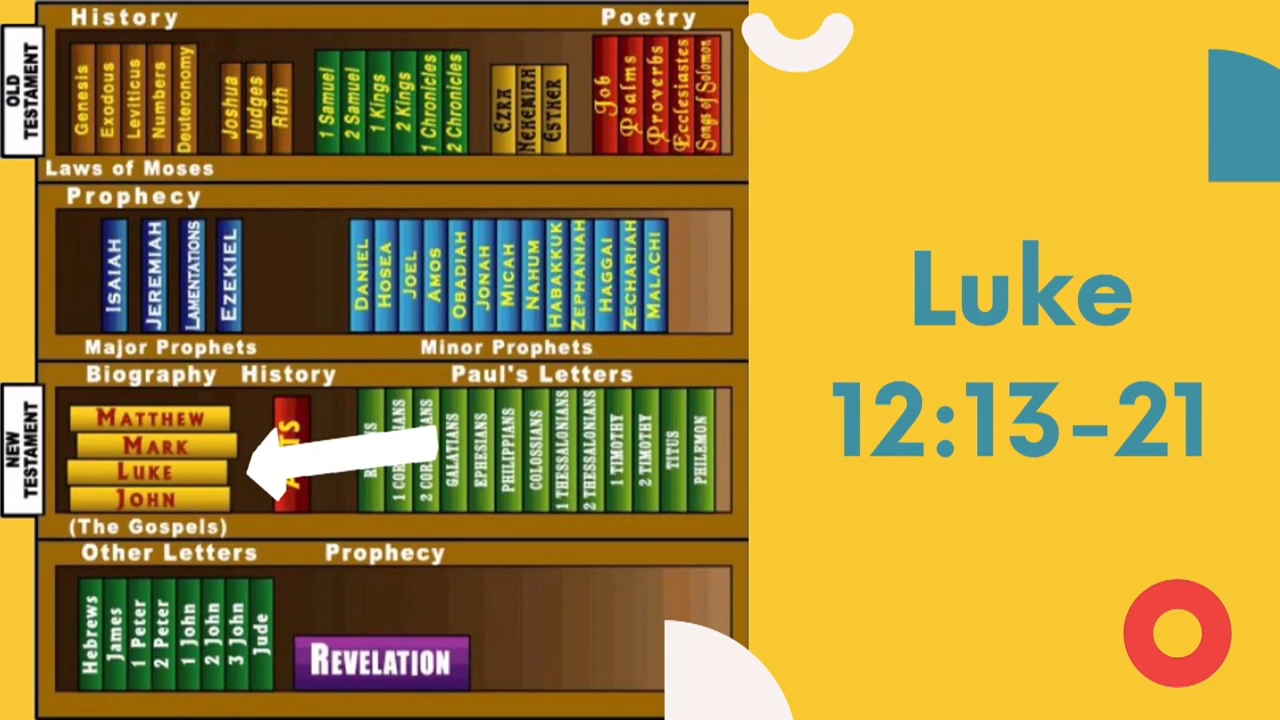 History
Poetry
OLD
TESTAMENT
Genesis
Exodous
Leviticus
Numbers
Deuteronomy
Joshua
Judges
Ruth
1 Samuel
2 Samuel
1 Kings
2 Kings
1 Chronicles
2 Chronicles
EZRA
NEHEMIAH
ESTHER
Job
Psalms
Proverbs
Ecclesiastes
Songs of Solomon
Laws of Moses
Prophecy
ISAIAH
JEREMIAH
LAMENTATIONS
EZEKIEL
DANIEL
HOSEA
JOEL
AMOS
OBADIAH
JONAH
MICAH
NAHUM
HABAKKUK
ZEPHANIAH
HAGGAI
ZECHARIAH
MALACHI
Major Prophets
Minor Prophets
Biography
History
Paul's Letters
NEW
TESTAMENT
MATTHEW
MARK
LUKE
JOHN
GALATIANS
EPHESIANS
PHILIPPIANS
COLOSSIANS
1 THESSALONIANS
2 THESSALONIANS
1 TIMOTHY
2 TIMOTHY
TITUS
PHILEMON
(The Gospels)
Other Letters
Prophecy
Hebrews
James
1 Peter
2 Peter
1 John
2 John
3 John
Jude
REVELATION
Luke
12:13-21